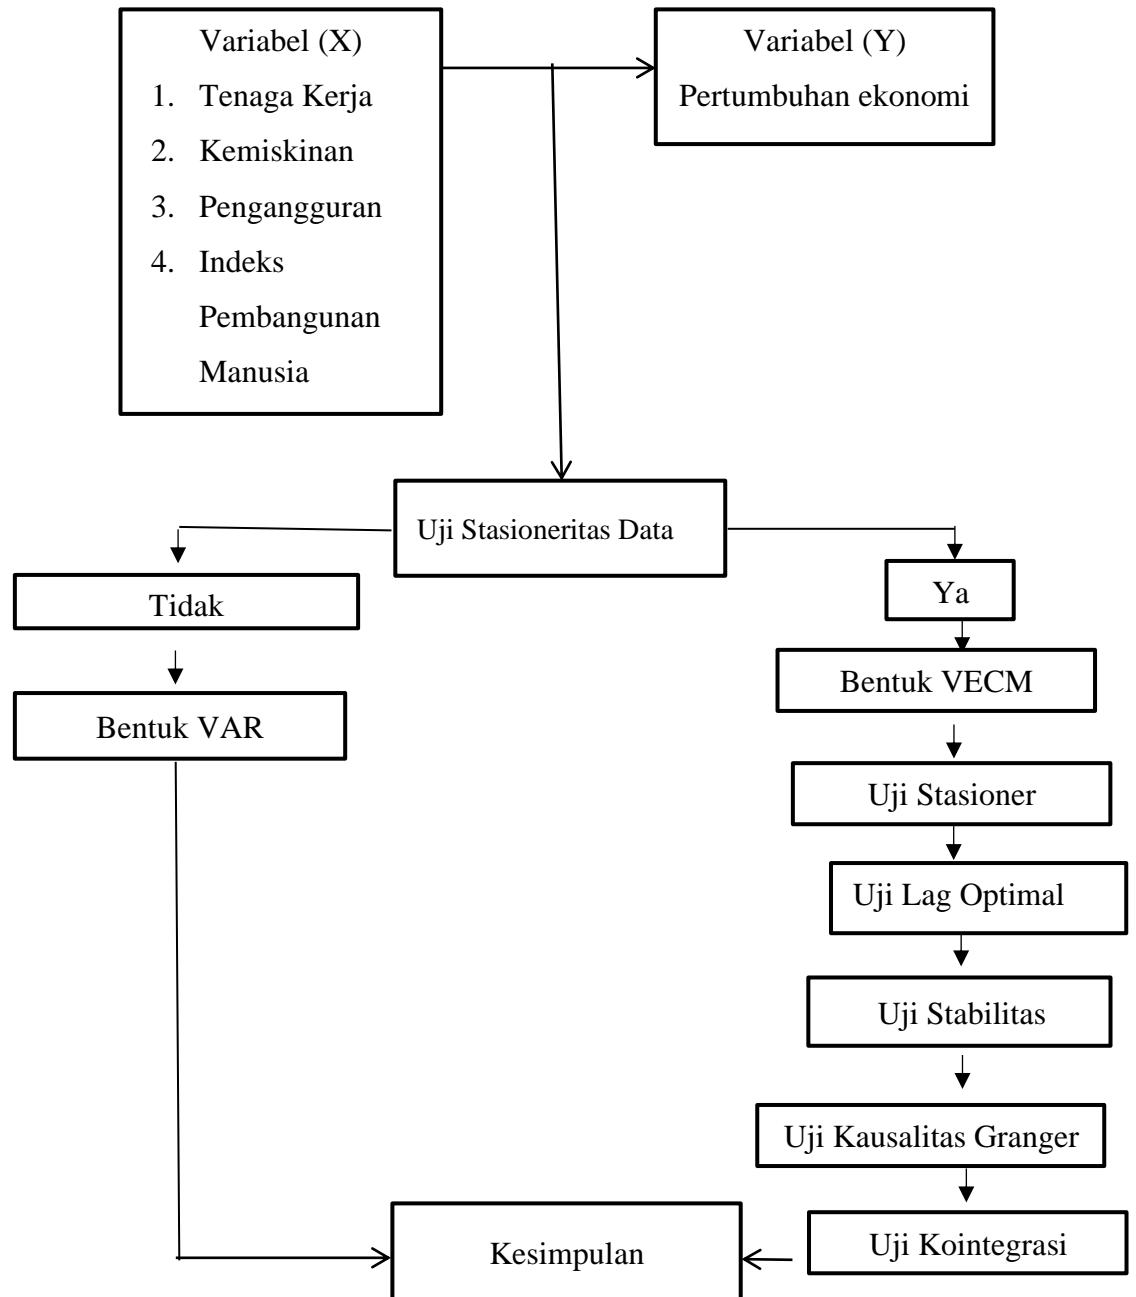 Variabel (X)
1. Tenaga Kerja
2. Kemiskinan
3. Pengangguran
4. Indeks
Pembangunan
Manusia
Variabel (Y)
Pertumbuhan ekonomi
Uji Stasioneritas Data
Tidak
Bentuk VAR
Ya
Bentuk VECM
Uji Stasioner
Uji Lag Optimal
Uji Stabilitas
Uji Kausalitas Granger
Uji Kointegrasi
Kesimpulan